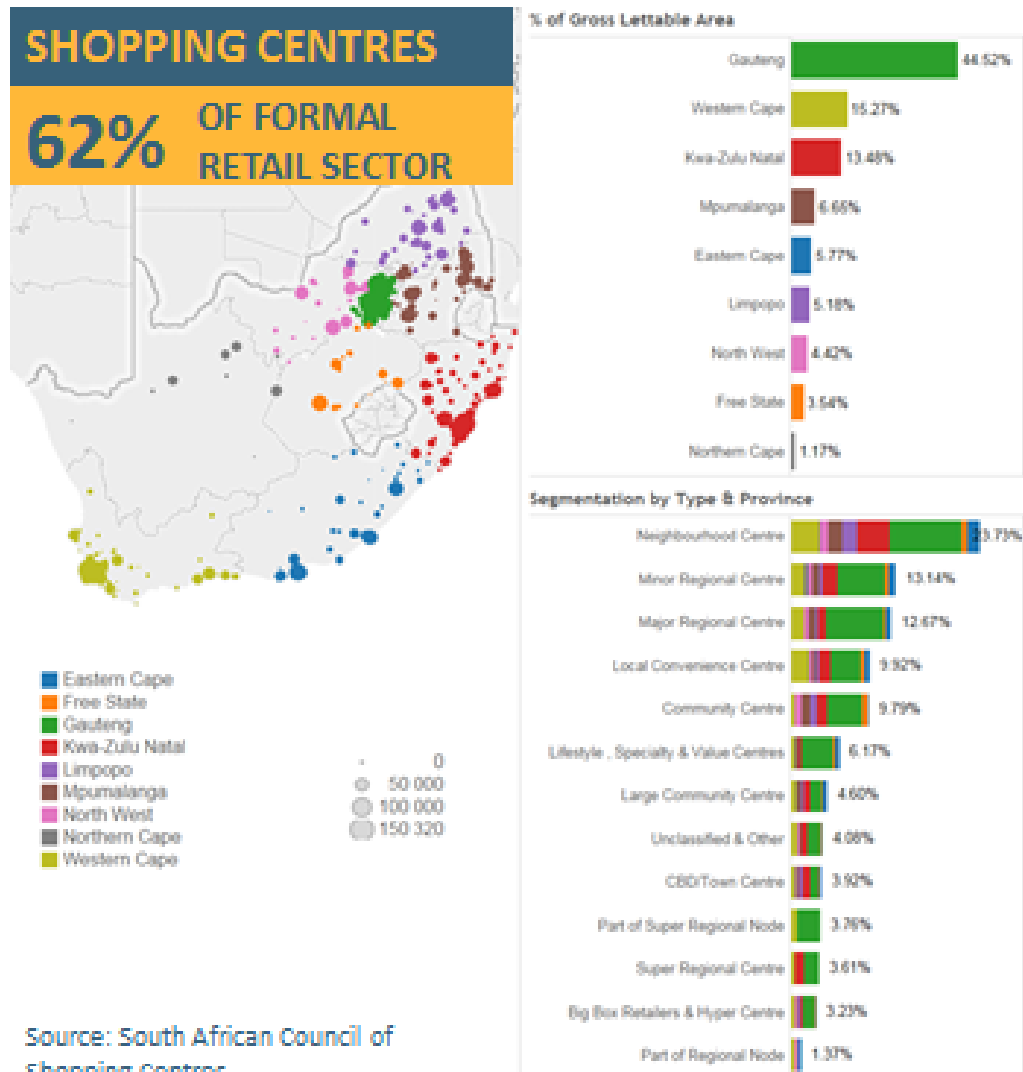 SHOPPING CENTRES
62%
OF FORMAL
RETAIL SECTOR
Eastern Cape
Free State
Gauteng
Kwa-Zulu Natal
Limpopo
Mpumalanga
North West
Northern Cape
Western Cape
0
50 000
100 000
150 320
Source: South African Council of
Shopping Centres
% of Gross Lettable Area
Gauteng 44.52%
Western Cape 15.27%
Kwa-Zulu Natal 13.48%
Mpumalanga 6.65%
Eastern Cape 5.77%
Limpopo 5.18%
North West 4.42%
Free State 3.54%
Northern Cape 1.17%
Segmentation by Type & Province
Neighbourhood Centre 23.73%
Minor Regional Centre 13.14%
Major Regional Centre 12.67%
Local Convenience Centre 9.92%
Community Centre 9.79%
Lifestyle , Specialty & Value Centres 6.17%
Large Community Centre 4.60%
Unclassified & Other 4.08%
CBD/Town Centre 3.92%
Part of Super Regional Node 3.76%
Super Regional Centre 3.61%
Big Box Retailers & Hyper Centre 3.23%
Part of Regional Node 1.37%